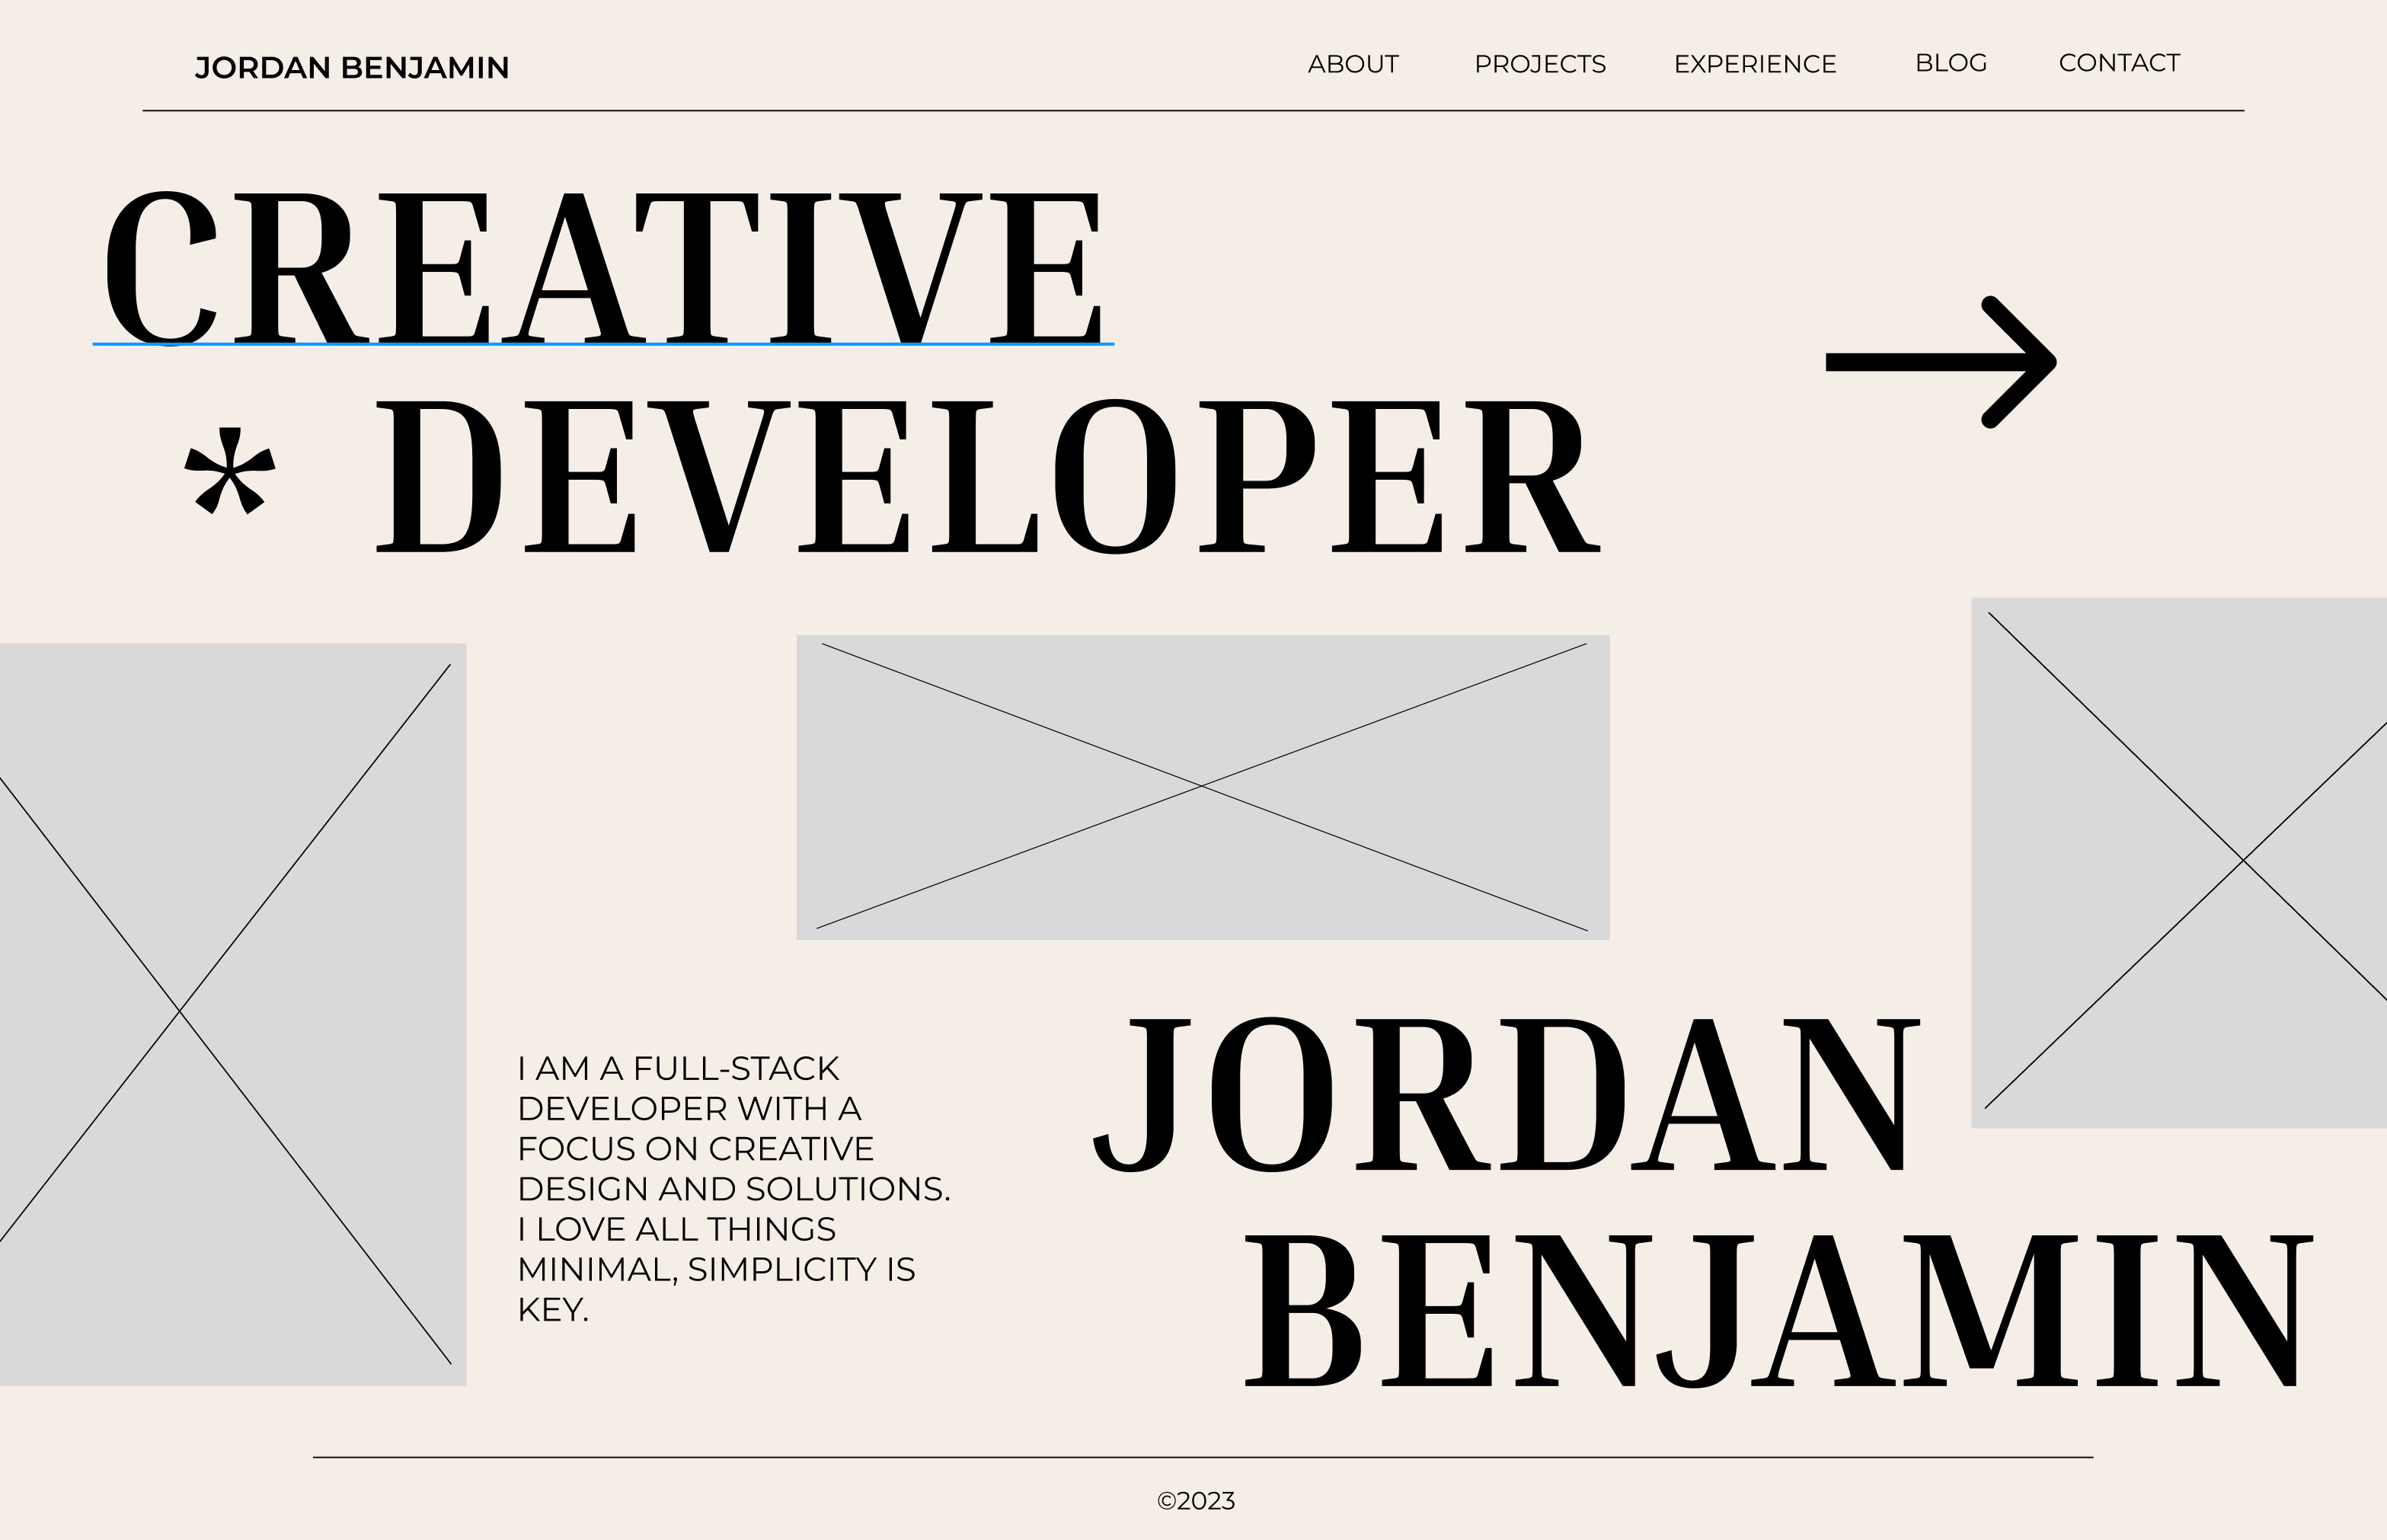 JORDAN BENJAMIN
ABOUT PROJECTS EXPERIENCE BLOG CONTACT
CREATIVE
* DEVELOPER
I AM A FULL-STACK
DEVELOPER WITH A
FOCUS ON CREATIVE
DESIGN AND SOLUTIONS.
I LOVE ALL THINGS
MINIMAL, SIMPLICITY IS
KEY.
JORDAN
BENJAMIN
©2023